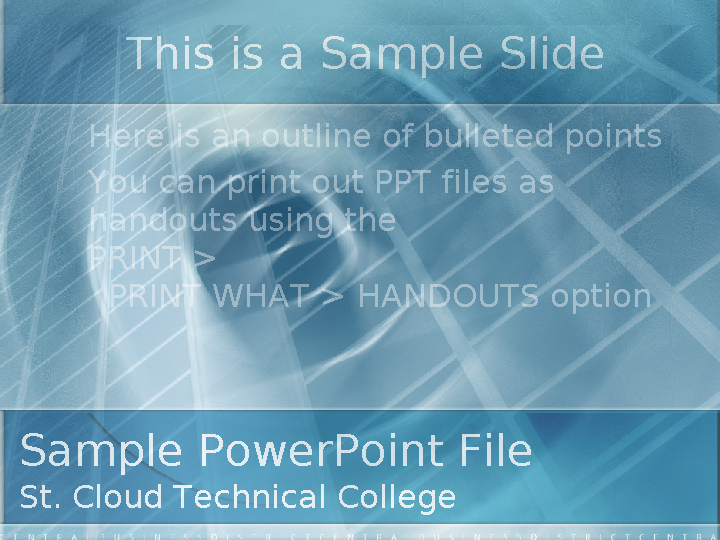 This is a Sample Slide
Here is an outline of bulleted points
You can print out PPT files as
handouts using the
PRINT >
PRINT WHAT > HANDOUTS option
Sample PowerPoint File
St. Cloud Technical College